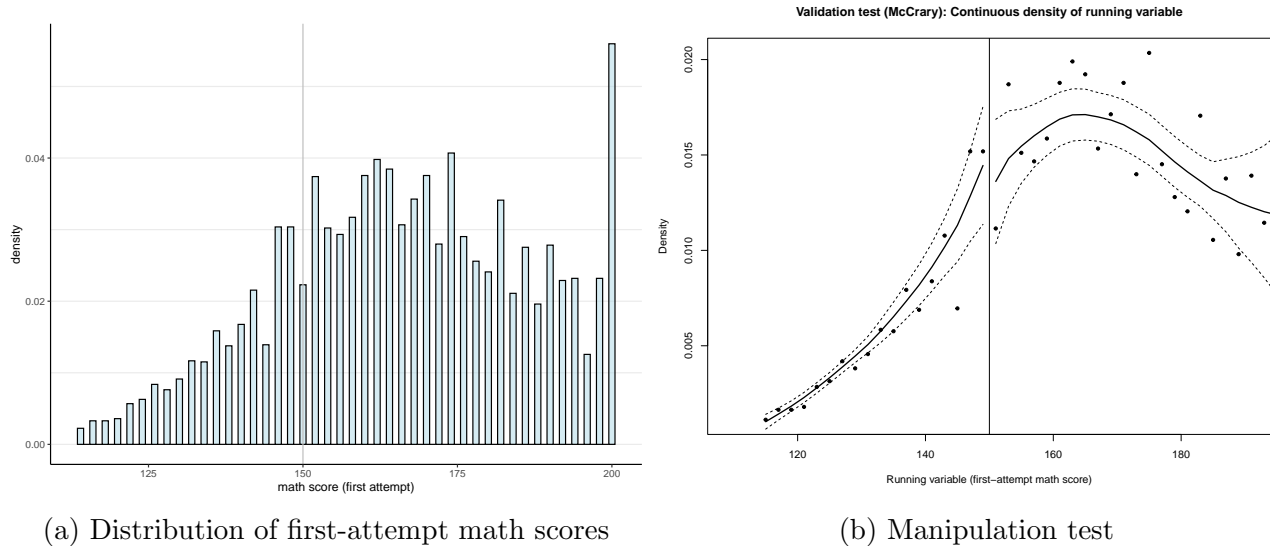 density
0.04
0.02
0.00
125
150
175
200
math score (first attempt)
(a) Distribution of first-attempt math scores
Validation test (McCrary): Continuous density of running variable
Density
0.020
0.015
0.010
0.005
120
140
160
180
Running variable (first−attempt math score)
(b) Manipulation test